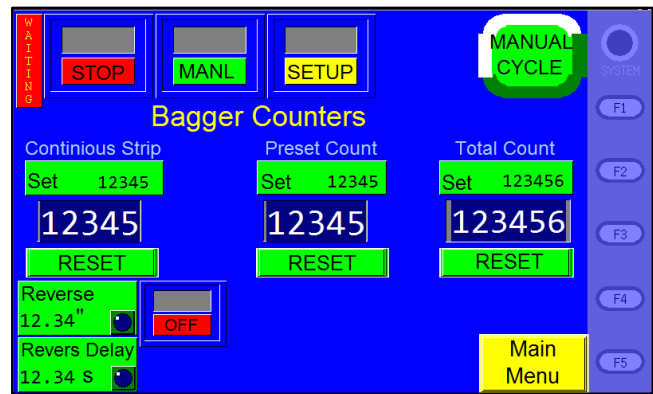 WAITING
STOP
MANL
SETUP
MANUAL
CYCLE
SYSTEM
Bagger Counters
F1
Continious Strip
Preset Count
Total Count
Set 12345
Set 12345
Set 123456
F2
12345
12345
123456
F3
RESET
RESET
RESET
Reverse
12.34"
OFF
F4
Revers Delay
12.34 s
Main
Menu
F5